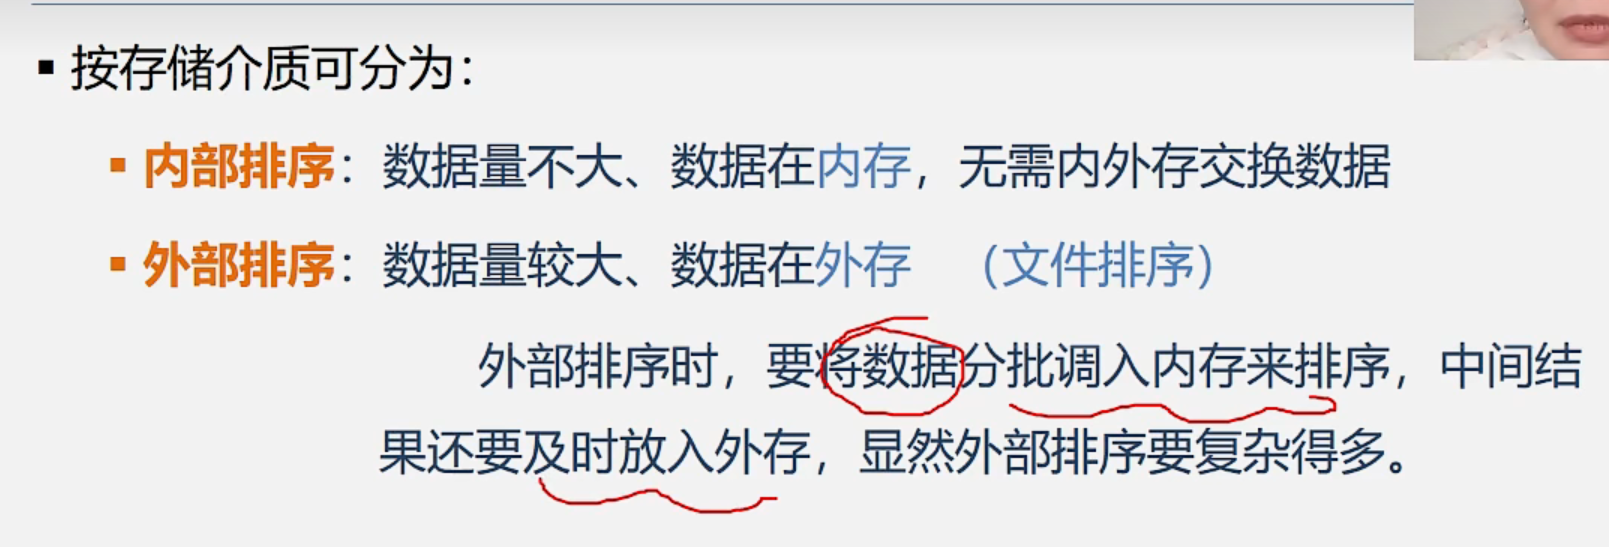 ▪ 按存储介质可分为：
▪ 内部排序：数据量不大、数据在内存，无需内外存交换数据
▪ 外部排序：数据量较大、数据在外存 （文件排序）
外部排序时，要将数据分批调入内存来排序，中间结
果还要及时放入外存，显然外部排序要复杂得多。